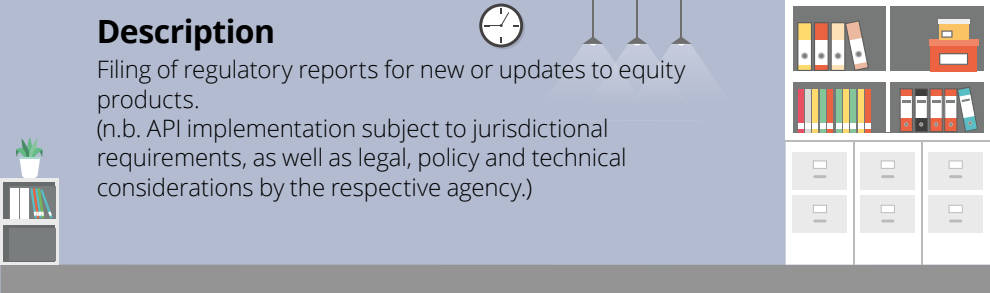 Description
Filing of regulatory reports for new or updates to equity
products.
(n.b. API implementation subject to jurisdictional
requirements, as well as legal, policy and technical
considerations by the respective agency.)